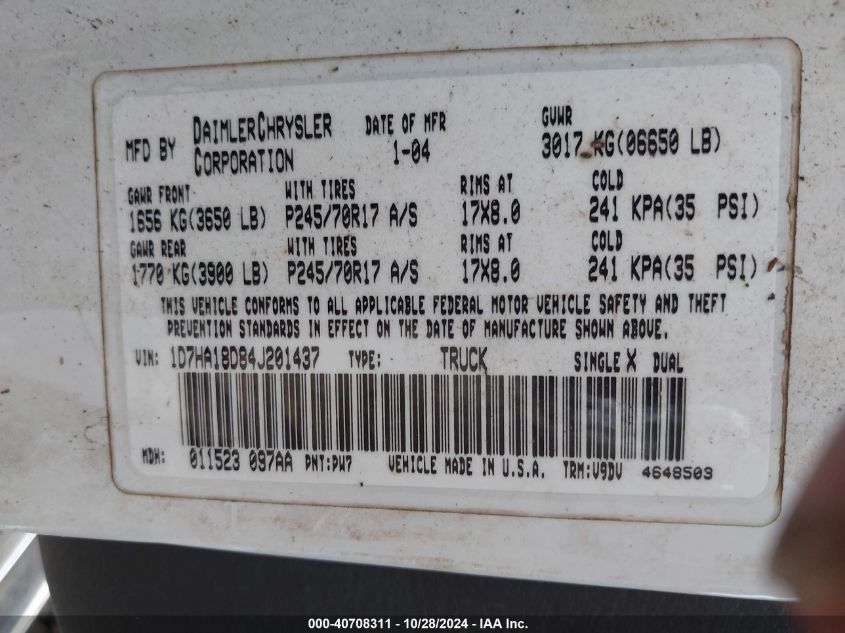 MFD BY DAIMLERCHRYSLER CORPORATION DATE OF MFR 1-04 GVWR 3017 KG(06650 LB)
GAWR FRONT WITH TIRES RIMS AT COLD
1656 KG(3650 LB) P245/70R17 A/S 17X8.0 241 KPA(35 PSI)
GAWR REAR WITH TIRES RIMS AT COLD
1770 KG(3900 LB) P245/70R17 A/S 17X8.0 241 KPA(35 PSI)
THIS VEHICLE CONFORMS TO ALL APPLICABLE FEDERAL MOTOR VEHICLE SAFETY AND THEFT
PREVENTION STANDARDS IN EFFECT ON THE DATE OF MANUFACTURE SHOWN ABOVE.
VIN: 1D7HA18D84J201437 TYPE: TRUCK SINGLE X DUAL
MDH: 011523 097AA PNT:PW7 VEHICLE MADE IN U.S.A. TRM:V9DV 4648503
000-40708311 - 10/28/2024 - IAA Inc.